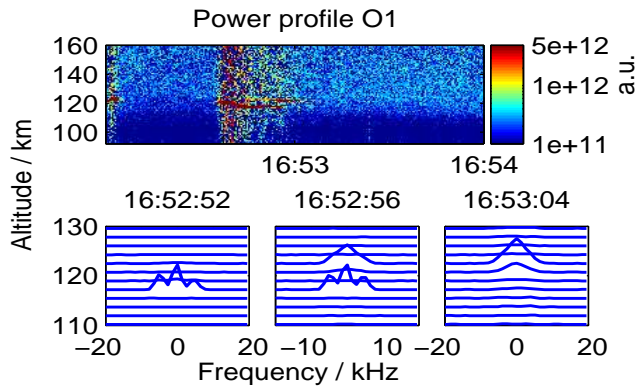 Power profile O1
160
140
120
100
5e+12
1e+12
1e+11
a.u.
16:53
16:54
Altitude / km
16:52:52
16:52:56
16:53:04
130
120
110
−20
0
20
−10
10
−20
0
20
Frequency / kHz